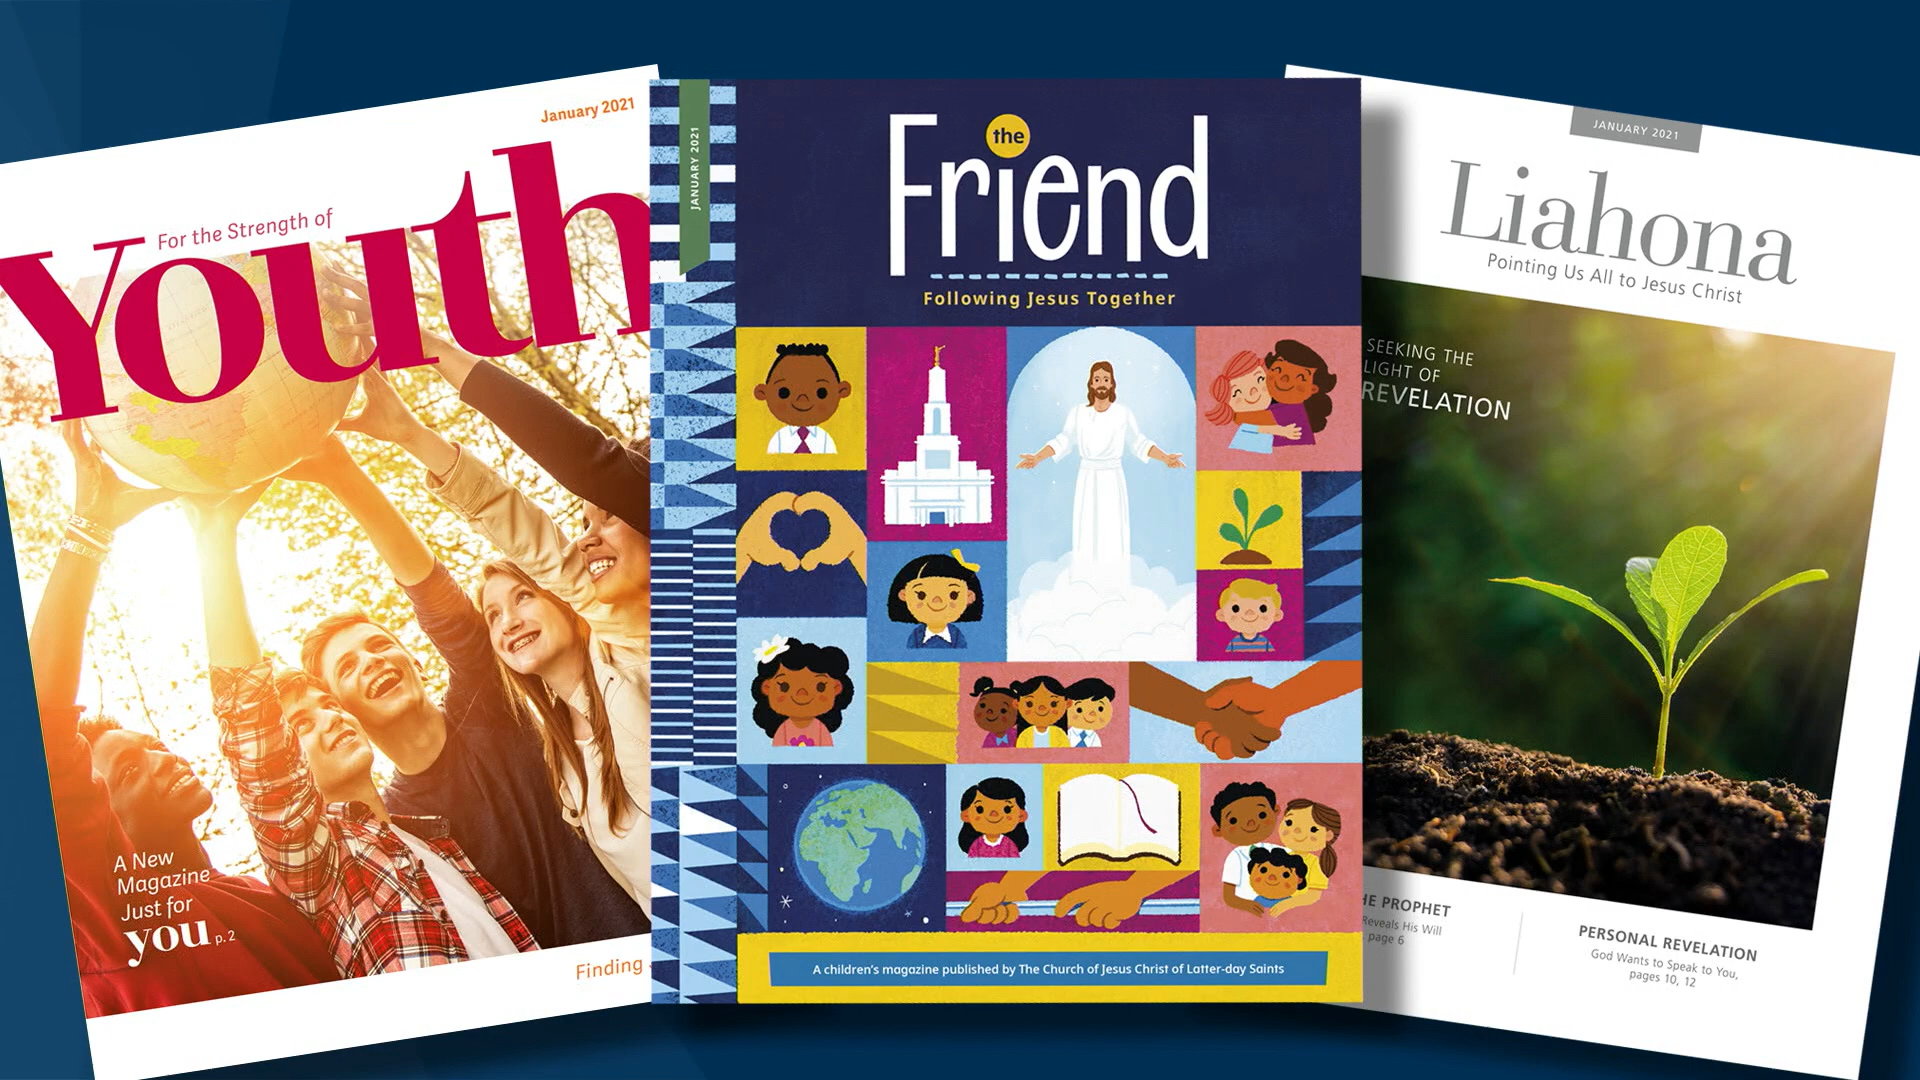 January 2021
For the Strength of
Youth
A New
Magazine
Just for
you p. 2
Finding
JANUARY 2021
the
Friend
Following Jesus Together
A children's magazine published by The Church of Jesus Christ of Latter-day Saints
JANUARY 2021
Liahona
Pointing Us All to Jesus Christ
SEEKING THE
LIGHT OF
REVELATION
HE PROPHET
Reveals His Will
page 6
PERSONAL REVELATION
God Wants to Speak to You,
pages 10, 12